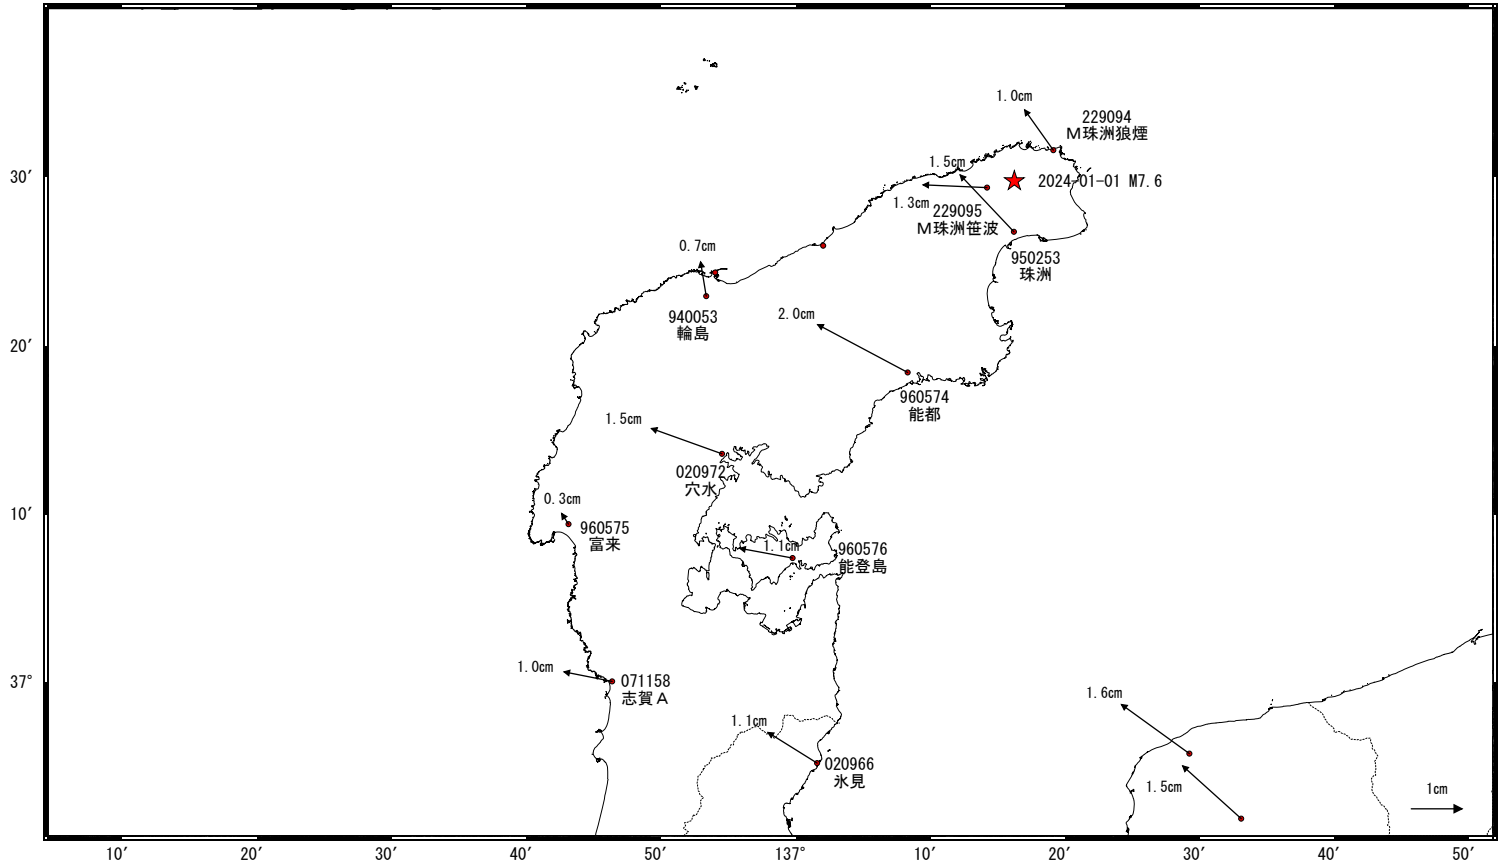 1.0cm
229094
M珠洲狼煙
1.5cm
30′
2024-01-01 M7.6
1.3cm
229095
M珠洲笹波
0.7cm
950253
珠洲
940053
輪島
2.0cm
20′
960574
能都
1.5cm
020972
穴水
0.3cm
10′
960575
富来
1.1cm
960576
能登島
1.0cm
071158
志賀A
37°
1.6cm
1.1cm
020966
氷見
1.5cm
1cm
10′ 20′ 30′ 40′ 50′ 137° 10′ 20′ 30′ 40′ 50′